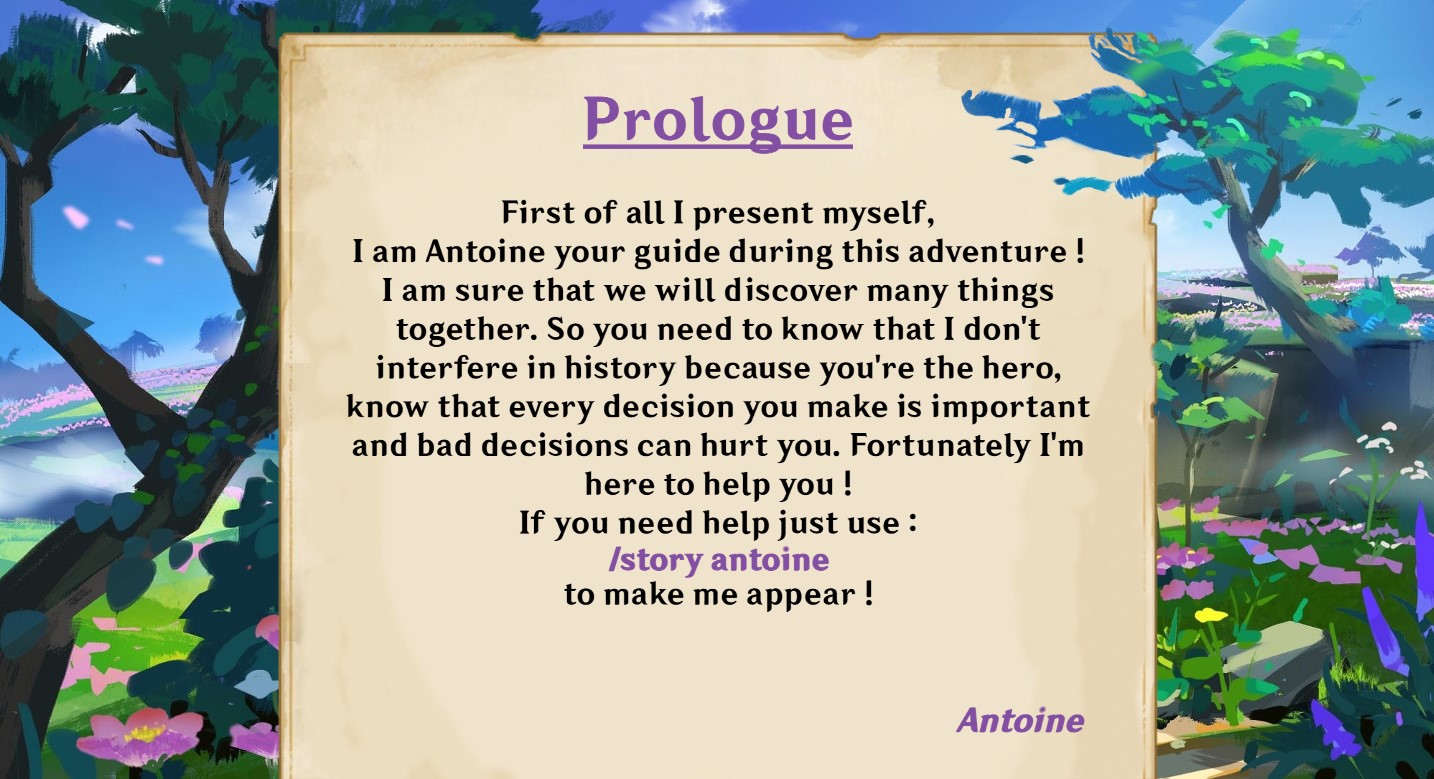 Prologue
First of all I present myself,
I am Antoine your guide during this adventure !
I am sure that we will discover many things
together. So you need to know that I don't
interfere in history because you're the hero,
know that every decision you make is important
and bad decisions can hurt you. Fortunately I'm
here to help you !
If you need help just use :
/story antoine
to make me appear !
Antoine